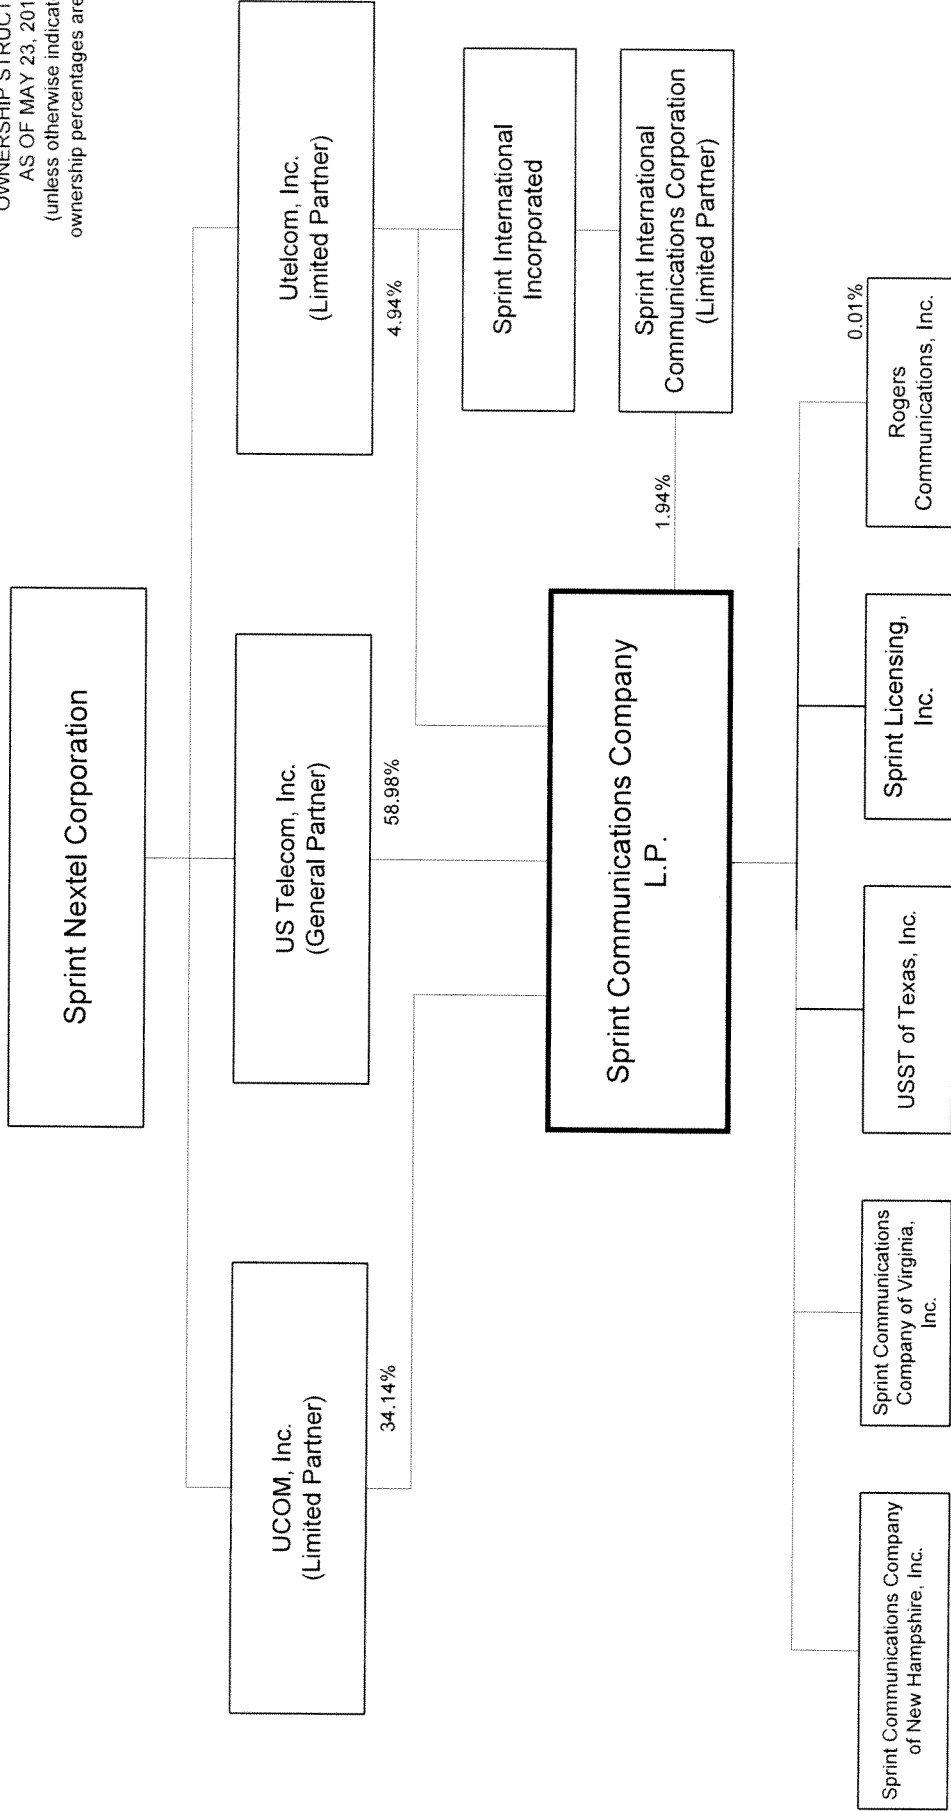 OWNERSHIP STRUCT
AS OF MAY 23, 201
(unless otherwise indicat
ownership percentages are
Sprint Nextel Corporation
UCOM, Inc.
(Limited Partner)
34.14%
US Telecom, Inc.
(General Partner)
58.98%
Utelcom, Inc.
(Limited Partner)
4.94%
Sprint International
Incorporated
Sprint International
Communications Corporation
(Limited Partner)
1.94%
Sprint Communications Company
L.P.
Sprint Communications Company
of New Hampshire, Inc.
Sprint Communications
Company of Virginia,
Inc.
USST of Texas, Inc.
Sprint Licensing,
Inc.
0.01%
Rogers
Communications, Inc.